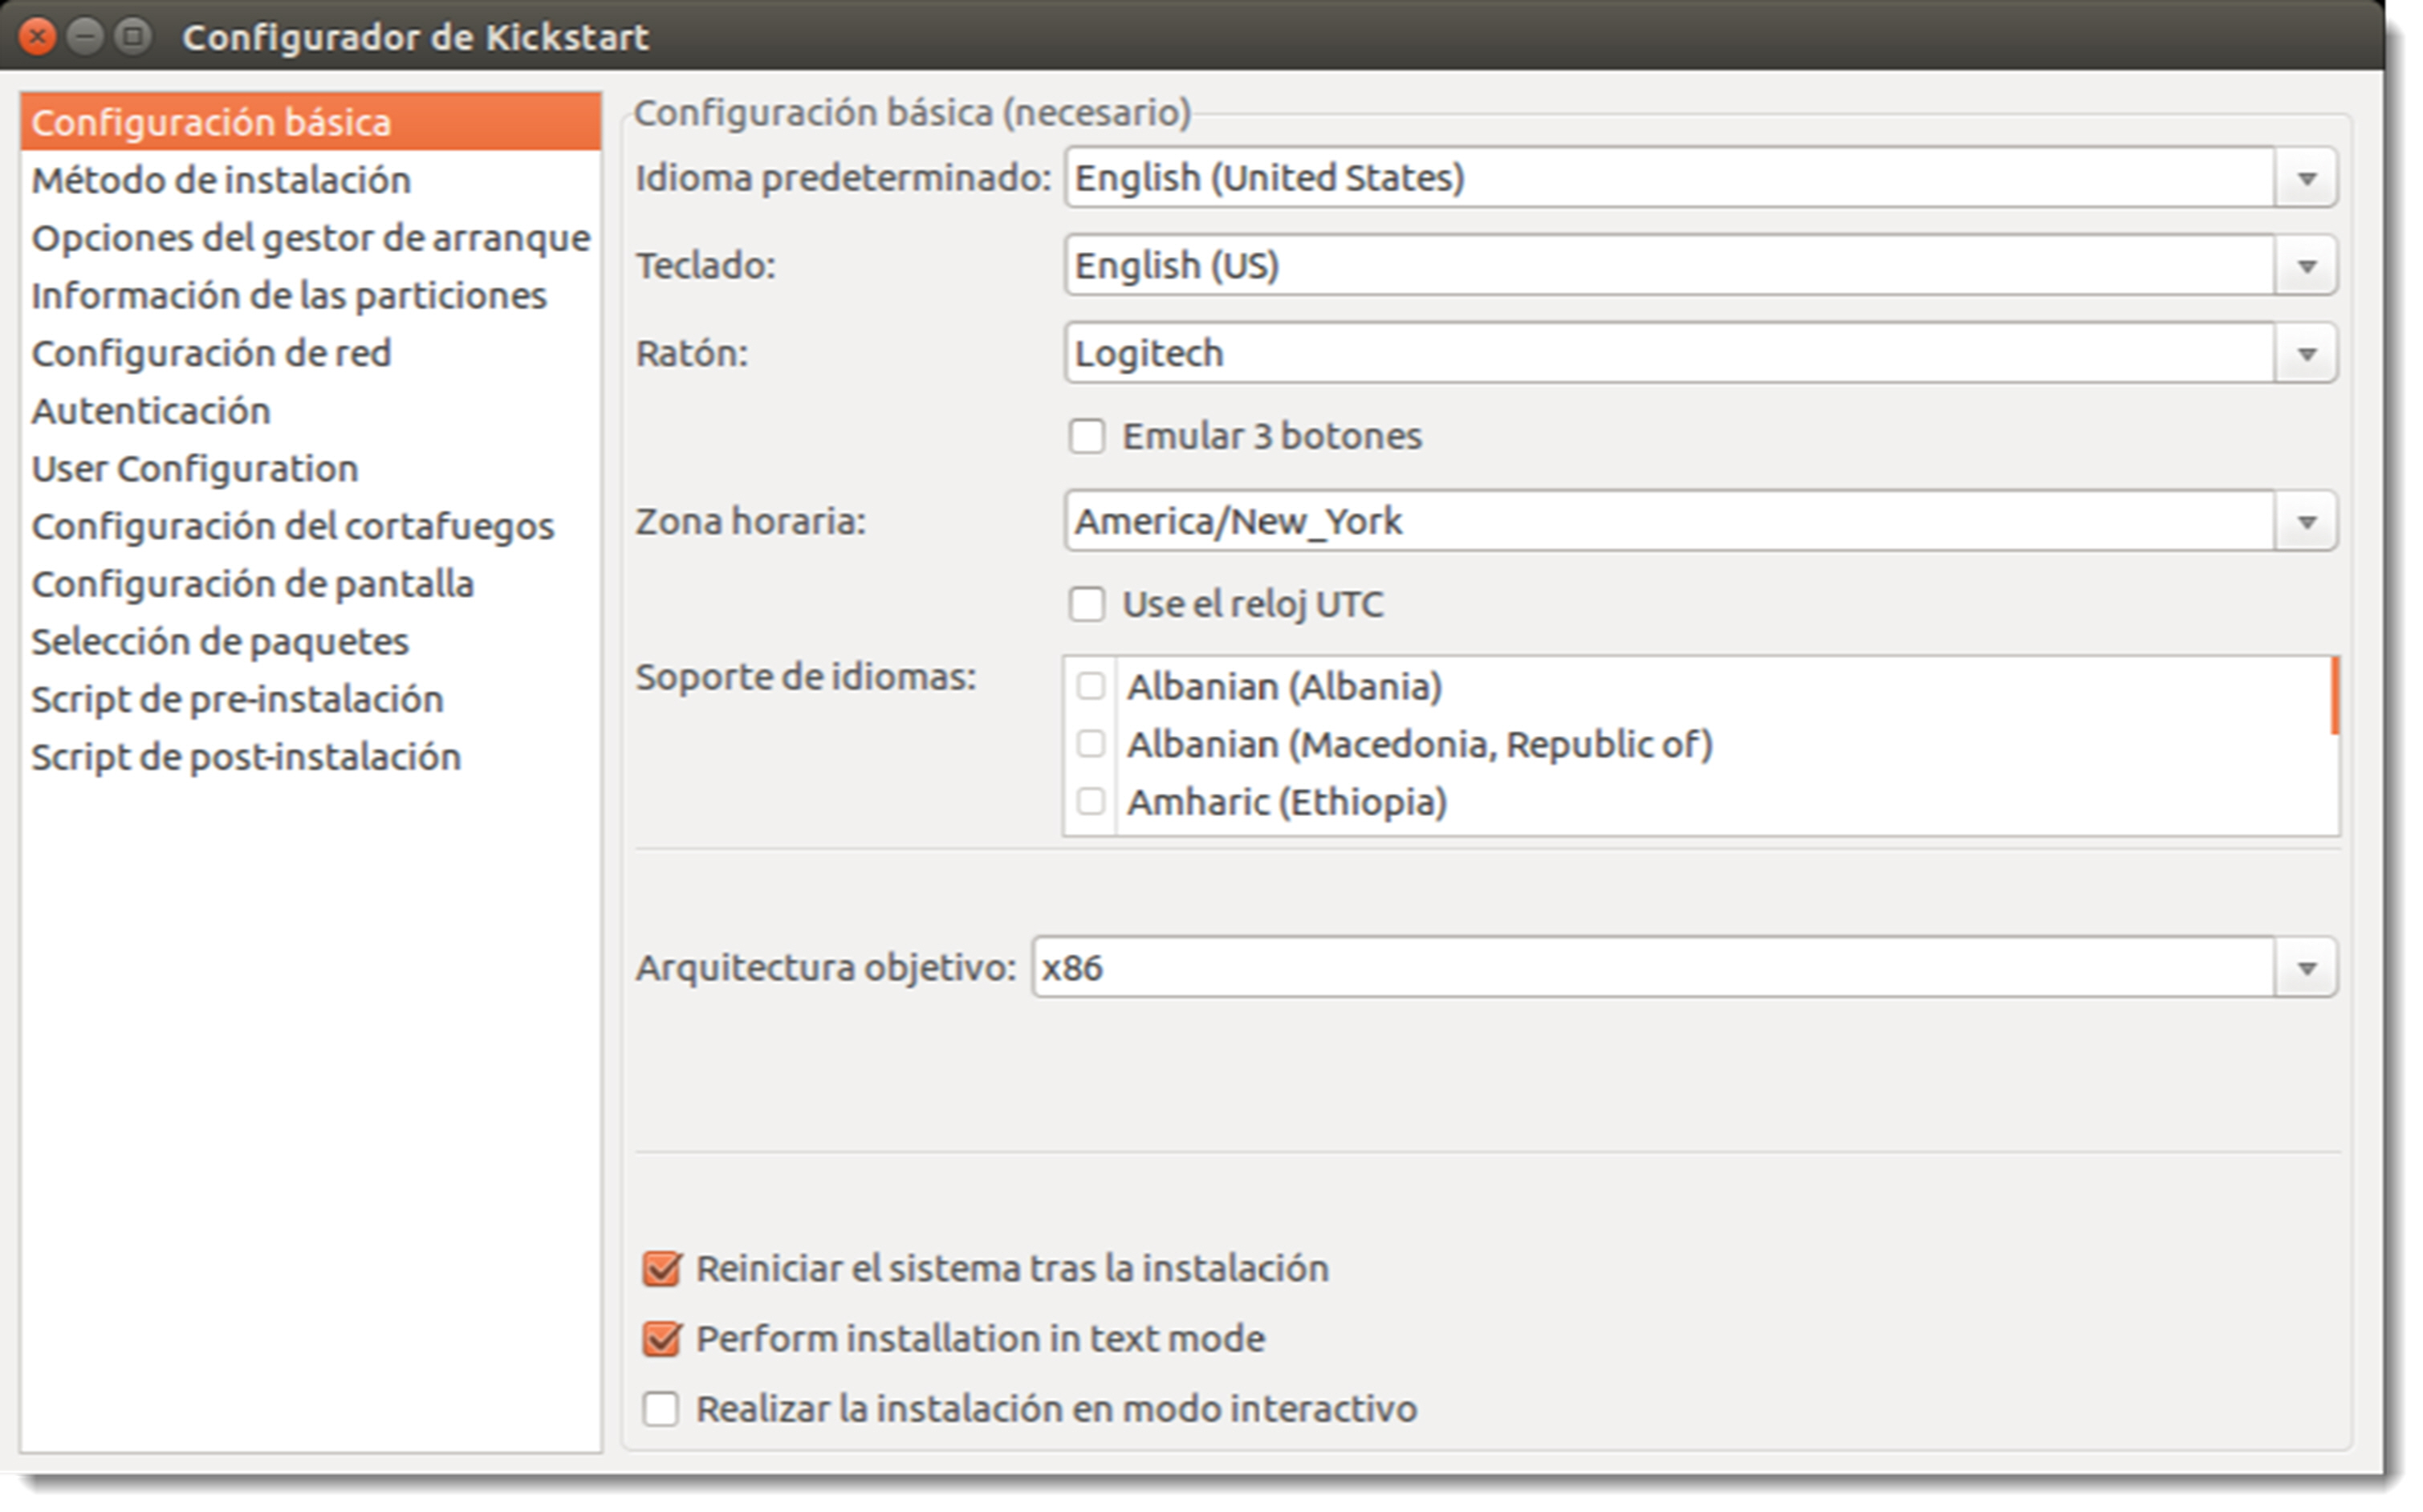 Configurador de Kickstart
Configuración básica
Método de instalación
Opciones del gestor de arranque
Información de las particiones
Configuración de red
Autenticación
User Configuration
Configuración del cortafuegos
Configuración de pantalla
Selección de paquetes
Script de pre-instalación
Script de post-instalación
Configuración básica (necesario)
Idioma predeterminado: English (United States)
Teclado: English (US)
Ratón: Logitech
Emular 3 botones
Zona horaria: America/New_York
Use el reloj UTC
Soporte de idiomas: Albanian (Albania)
Albanian (Macedonia, Republic of)
Amharic (Ethiopia)
Arquitectura objetivo: x86
Reiniciar el sistema tras la instalación
Perform installation in text mode
Realizar la instalación en modo interactivo